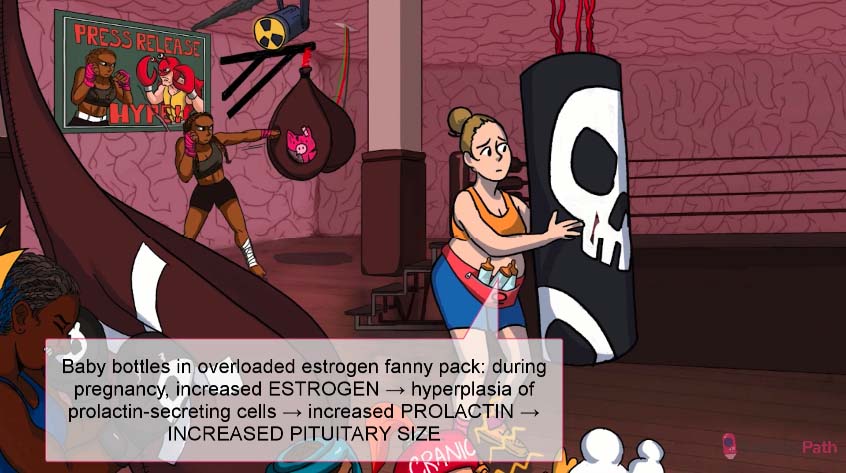 PRESS RELEASE
HYPE
Baby bottles in overloaded estrogen fanny pack: during
pregnancy, increased ESTROGEN → hyperplasia of
prolactin-secreting cells → increased PROLACTIN →
INCREASED PITUITARY SIZE
CRANIC
Path